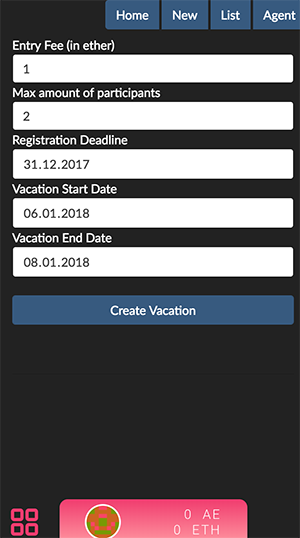 Home New List Agent
Entry Fee (in ether)
1
Max amount of participants
2
Registration Deadline
31.12.2017
Vacation Start Date
06.01.2018
Vacation End Date
08.01.2018
Create Vacation
0 AE
0 ETH